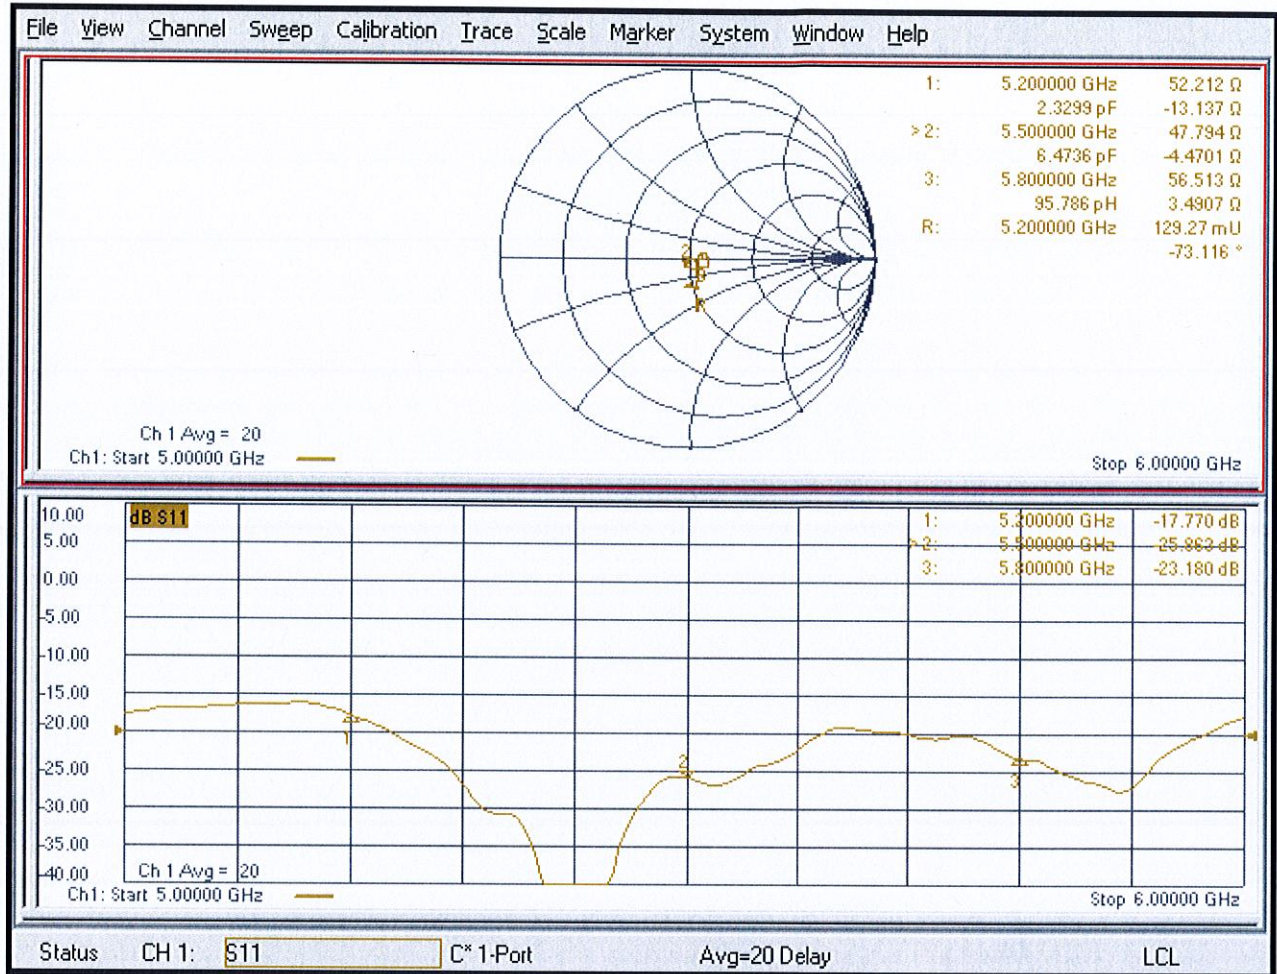 File View Channel Sweep Calibration Trace Scale Marker System Window Help
1: 5.200000 GHz 52.212 Ω
2.3299 pF -13.137 Ω
> 2: 5.500000 GHz 47.794 Ω
6.4736 pF -4.4701 Ω
3: 5.800000 GHz 56.513 Ω
95.786 pH 3.4907 Ω
R: 5.200000 GHz 129.27 mU
-73.116 °
2
Ch 1 Avg = 20
Ch1: Start 5.00000 GHz Stop 6.00000 GHz
10.00 dB S11 1: 5.200000 GHz -17.770 dB
5.00 > 2: 5.500000 GHz -25.863 dB
0.00 3: 5.800000 GHz -23.180 dB
-5.00
-10.00
-15.00
-20.00
1
2
-25.00
3
-30.00
-35.00
-40.00 Ch 1 Avg = 20
Ch1: Start 5.00000 GHz Stop 6.00000 GHz
Status CH 1: S11 C* 1-Port Avg=20 Delay LCL